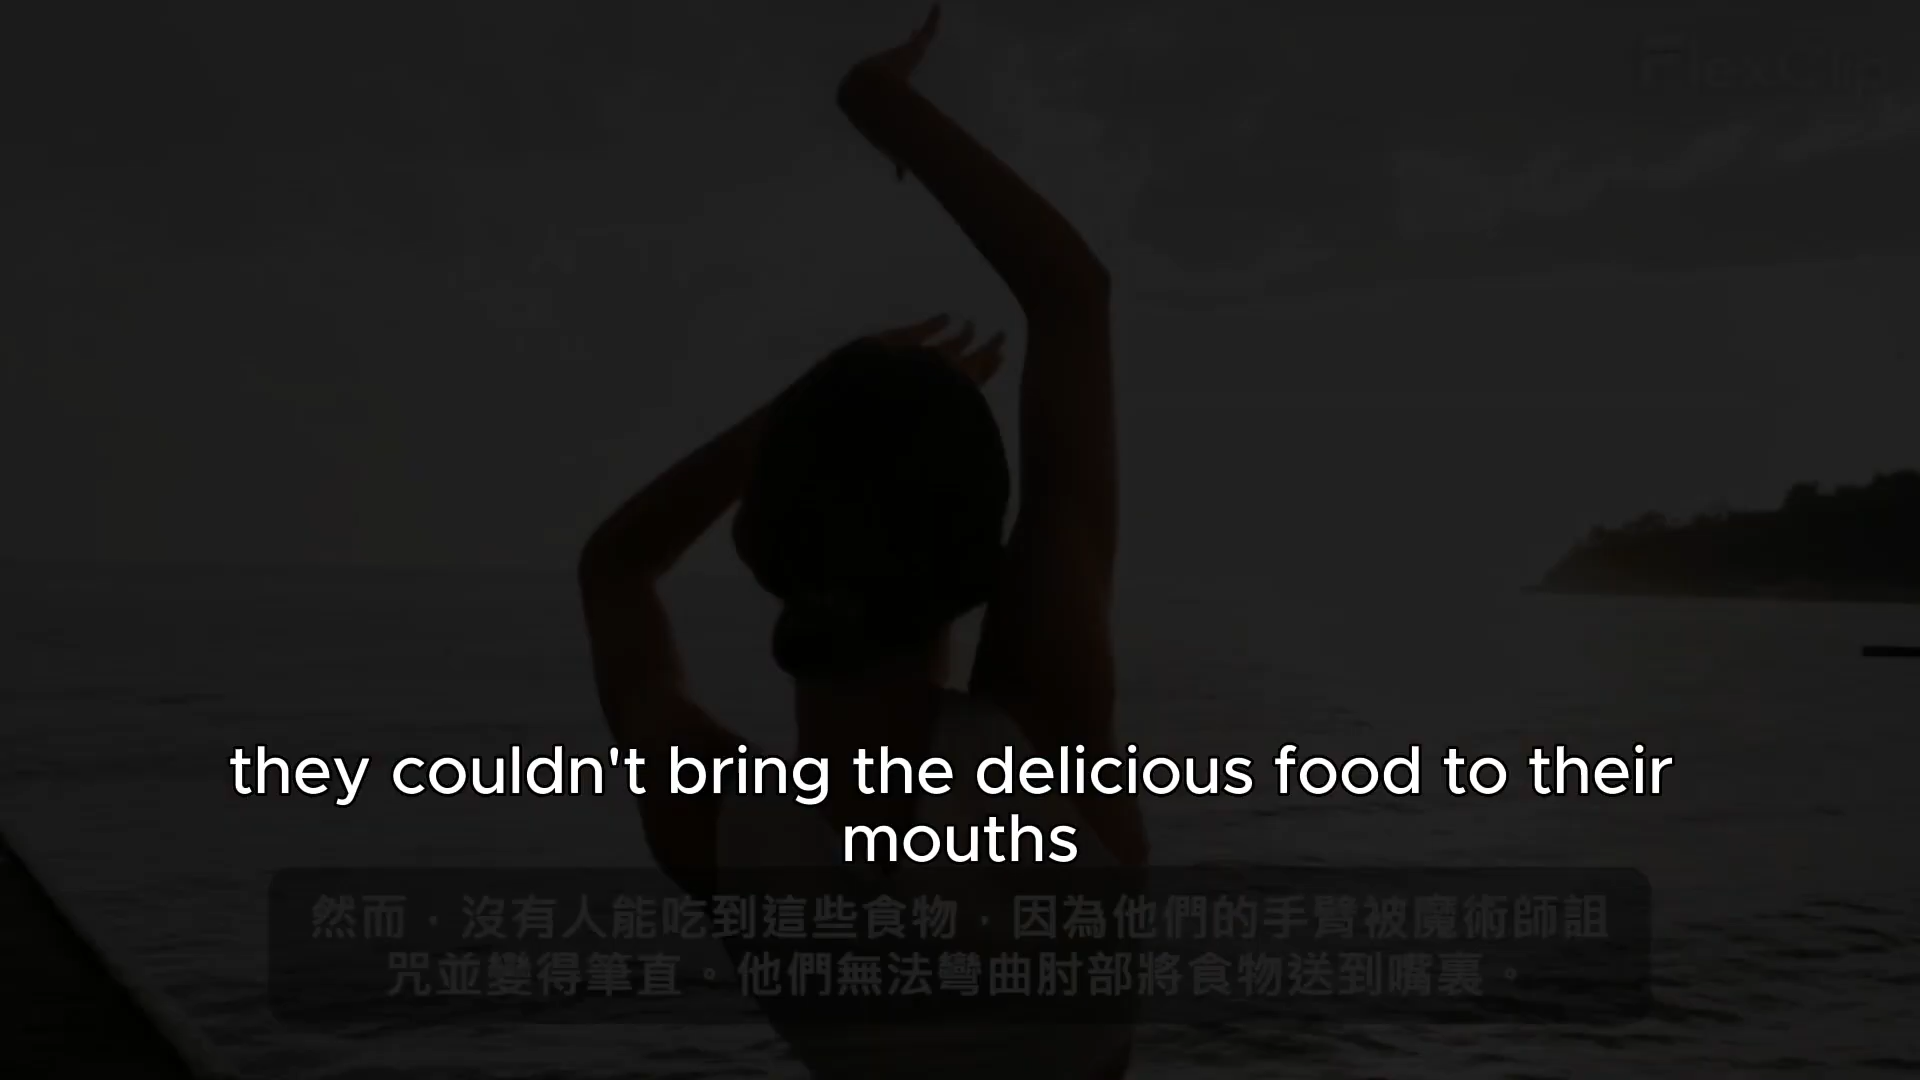 FlexClip
they couldn't bring the delicious food to their
mouths
然而，沒有人能吃到這些食物，因為他們的手臂被魔術師詛
咒並變得筆直。他們無法彎曲肘部將食物送到嘴裏。